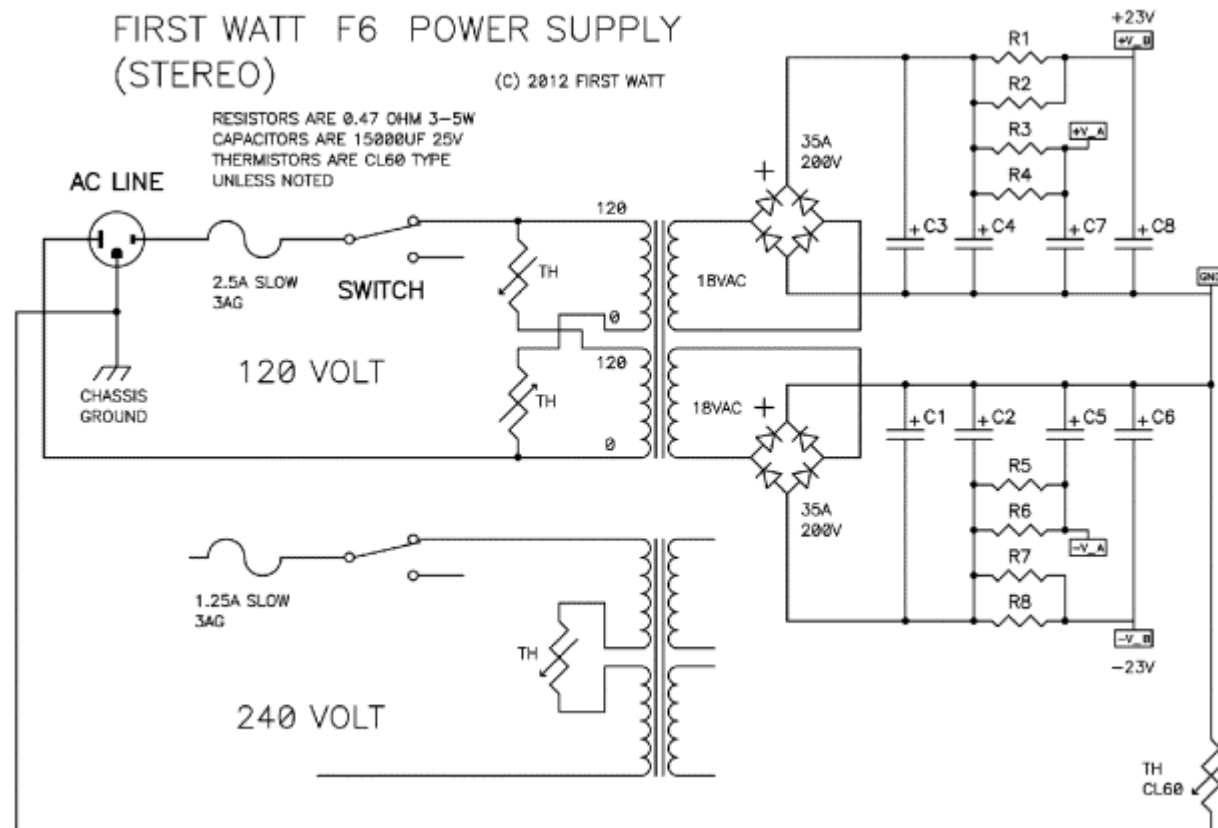 FIRST WATT F6 POWER SUPPLY
(STEREO)
(C) 2012 FIRST WATT
RESISTORS ARE 0.47 OHM 3-5W
CAPACITORS ARE 15000UF 25V
THERMISTORS ARE CL60 TYPE
UNLESS NOTED
AC LINE
2.5A SLOW
3AG
SWITCH
120 VOLT
CHASSIS
GROUND
TH
TH
120
0
120
0
18VAC
18VAC
+
35A
200V
+
35A
200V
R1
R2
R3
R4
+23V
+V_B
+V_A
+C3
+C4
+C7
+C8
GND
+C1
+C2
+C5
+C6
R5
R6
R7
R8
-V_A
-V_B
-23V
1.25A SLOW
3AG
TH
240 VOLT
TH
CL60